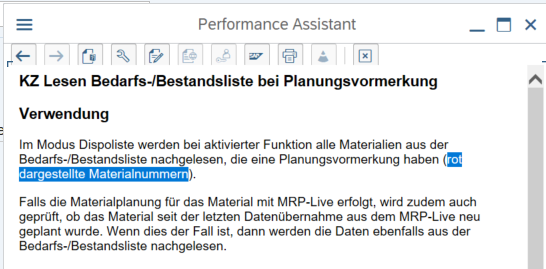 Performance Assistant
KZ Lesen Bedarfs-/Bestandsliste bei Planungsvormerkung
Verwendung
Im Modus Dispoliste werden bei aktivierter Funktion alle Materialien aus der
Bedarfs-/Bestandsliste nachgelesen, die eine Planungsvormerkung haben (rot
dargestellte Materialnummern).
Falls die Materialplanung für das Material mit MRP-Live erfolgt, wird zudem auch
geprüft, ob das Material seit der letzten Datenübernahme aus dem MRP-Live neu
geplant wurde. Wenn dies der Fall ist, dann werden die Daten ebenfalls aus der
Bedarfs-/Bestandsliste nachgelesen.